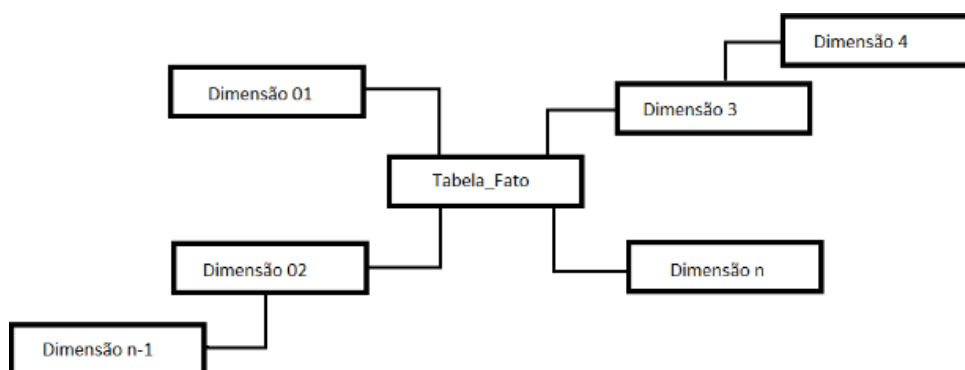 Dimensão 4
Dimensão 01
Dimensão 3
Tabela_Fato
Dimensão 02
Dimensão n
Dimensão n-1